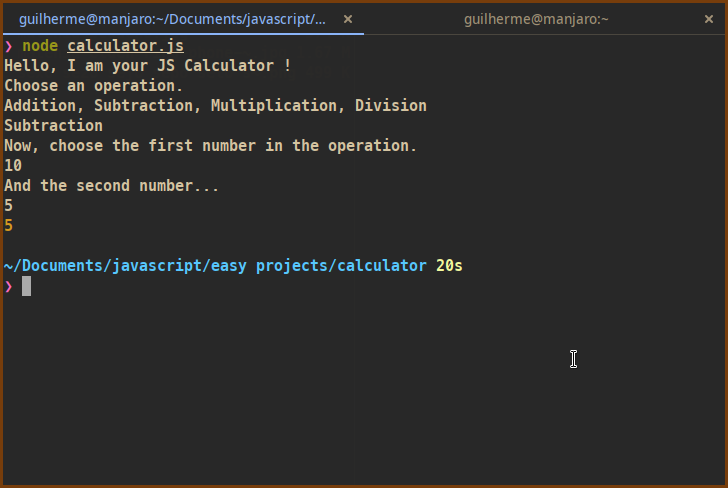 guilherme@manjaro:~/Documents/javascript/... ×
guilherme@manjaro:~ ×
❯ node calculator.js
Hello, I am your JS Calculator !
Choose an operation.
Addition, Subtraction, Multiplication, Division
Subtraction
Now, choose the first number in the operation.
10
And the second number...
5
5
~/Documents/javascript/easy projects/calculator 20s
❯